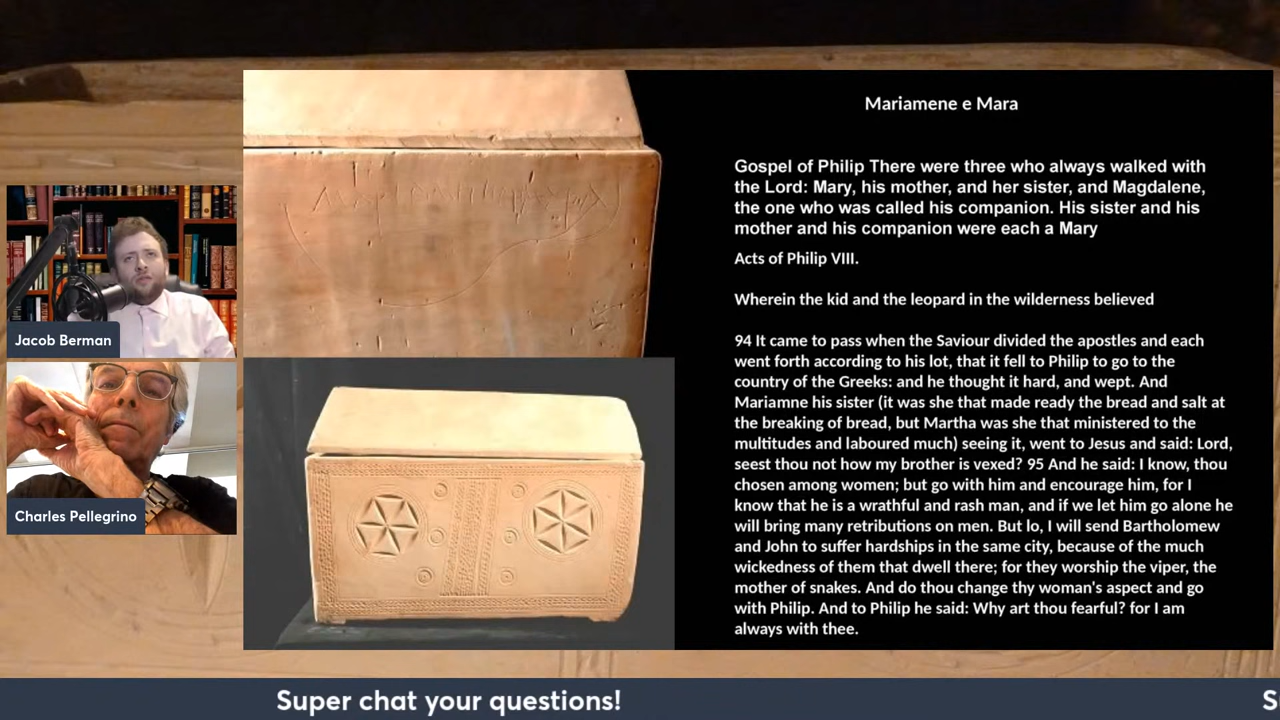 Mariamene e Mara
Gospel of Philip There were three who always walked with
the Lord: Mary, his mother, and her sister, and Magdalene,
the one who was called his companion. His sister and his
mother and his companion were each a Mary
Acts of Philip VIII.
Wherein the kid and the leopard in the wilderness believed
94 It came to pass when the Saviour divided the apostles and each
went forth according to his lot, that it fell to Philip to go to the
country of the Greeks: and he thought it hard, and wept. And
Mariamne his sister (it was she that made ready the bread and salt at
the breaking of bread, but Martha was she that ministered to the
multitudes and laboured much) seeing it, went to Jesus and said: Lord,
seest thou not how my brother is vexed? 95 And he said: I know, thou
chosen among women; but go with him and encourage him, for I
know that he is a wrathful and rash man, and if we let him go alone he
will bring many retributions on men. But lo, I will send Bartholomew
and John to suffer hardships in the same city, because of the much
wickedness of them that dwell there; for they worship the viper, the
mother of snakes. And do thou change thy woman's aspect and go
with Philip. And to Philip he said: Why art thou fearful? for I am
always with thee.
Jacob Berman
Charles Pellegrino
Super chat your questions!
S